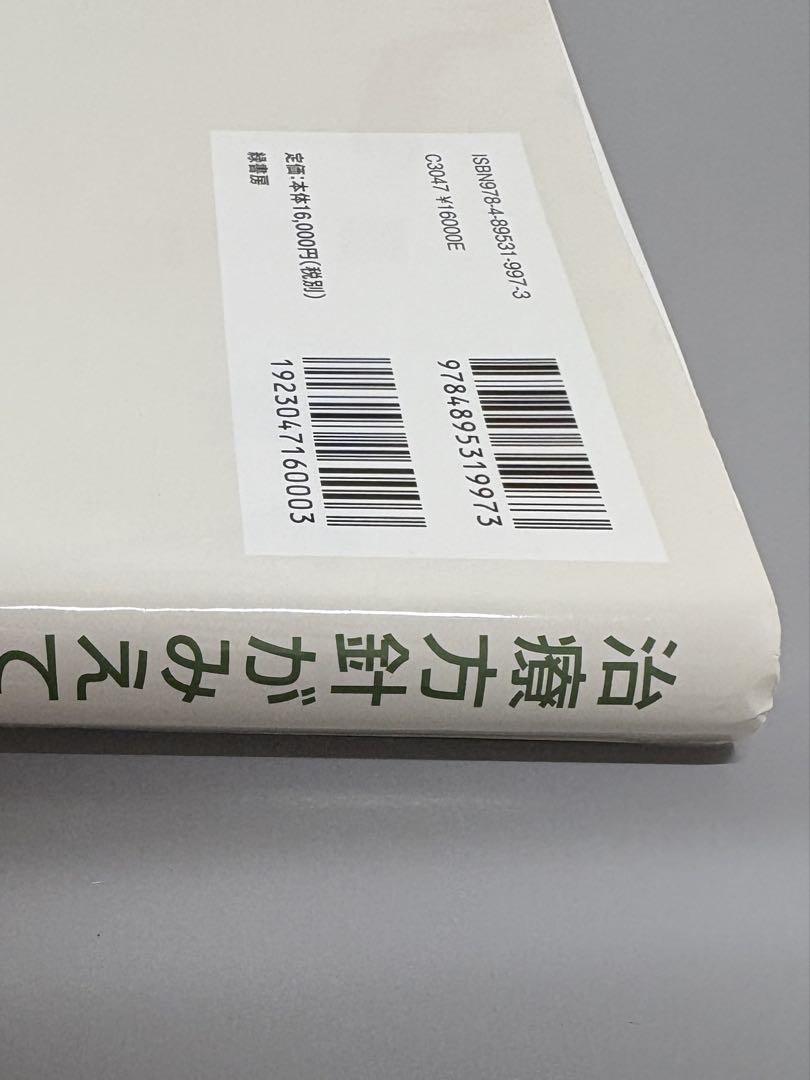 ISBN978-4-89531-997-3
C3047 ¥16000E
定価:本体16,000円(税別)
緑書房
9784895319973
1923047160003
治療方針がみえて